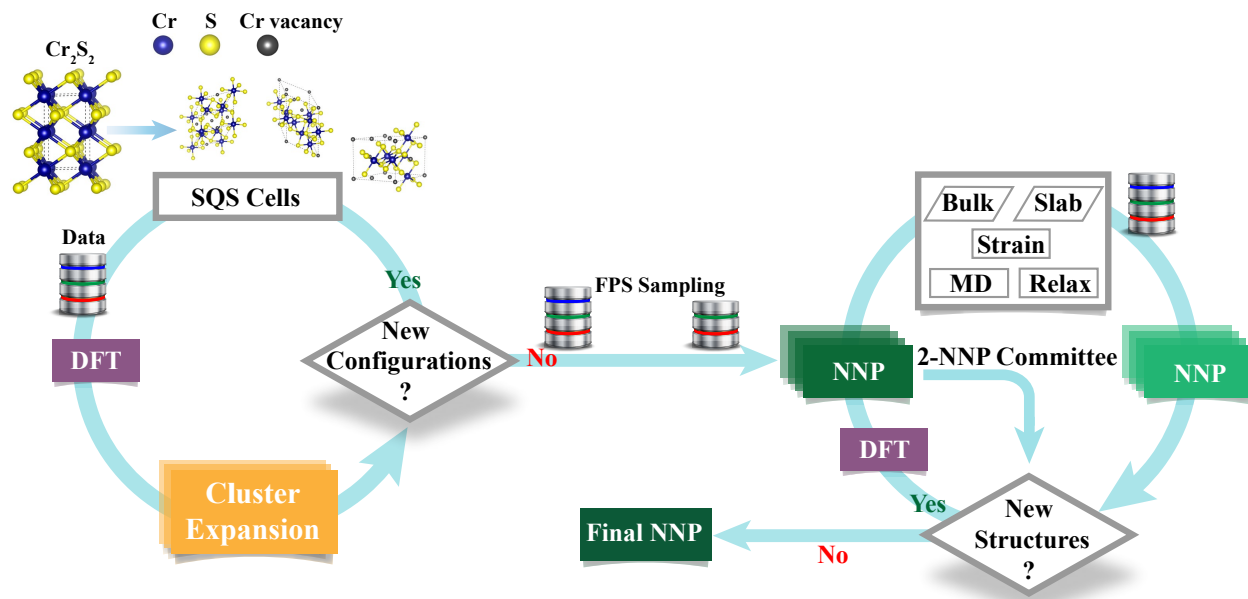 Cr S Cr vacancy
Cr₂S₂
SQS Cells
Data
DFT
Cluster
Expansion
Yes
New
Configurations
?
No
FPS Sampling
Bulk Slab
Strain
MD Relax
NNP
2-NNP Committee
NNP
DFT
Yes
New
Structures
?
No
Final NNP